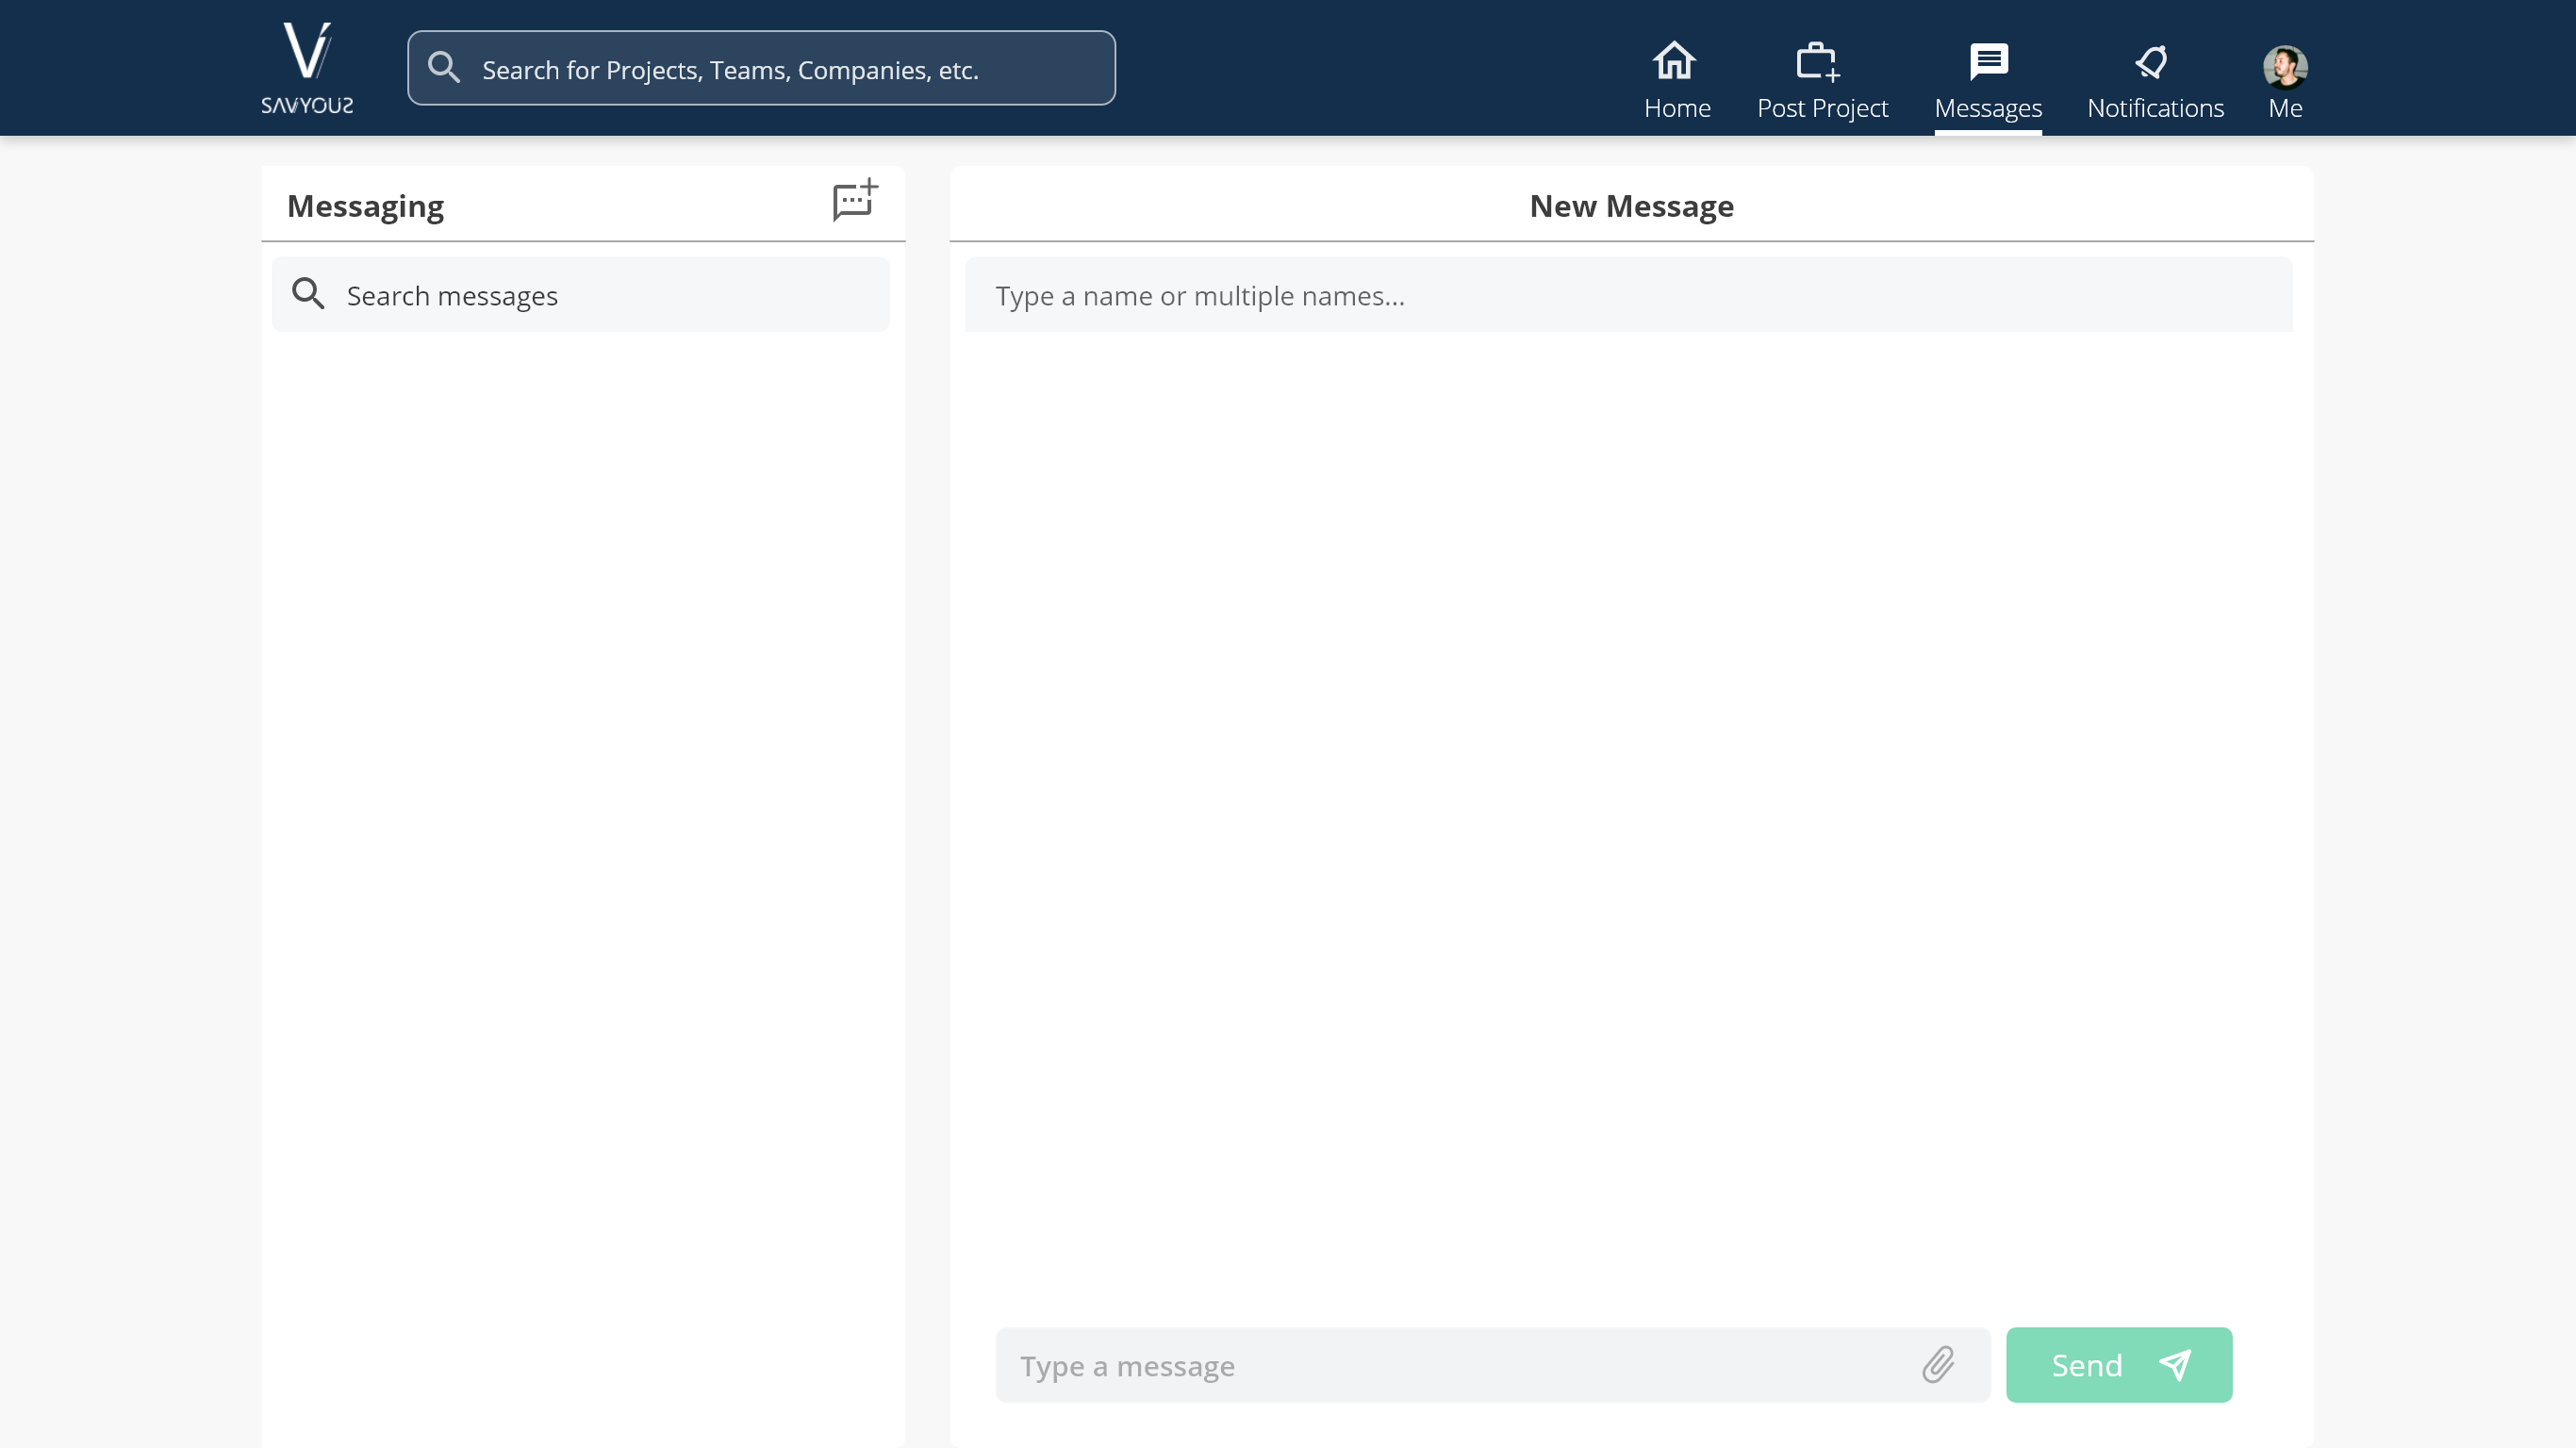 SAVYOUS
Search for Projects, Teams, Companies, etc.
Home
Post Project
Messages
Notifications
Me
Messaging
New Message
Search messages
Type a name or multiple names...
Type a message
Send